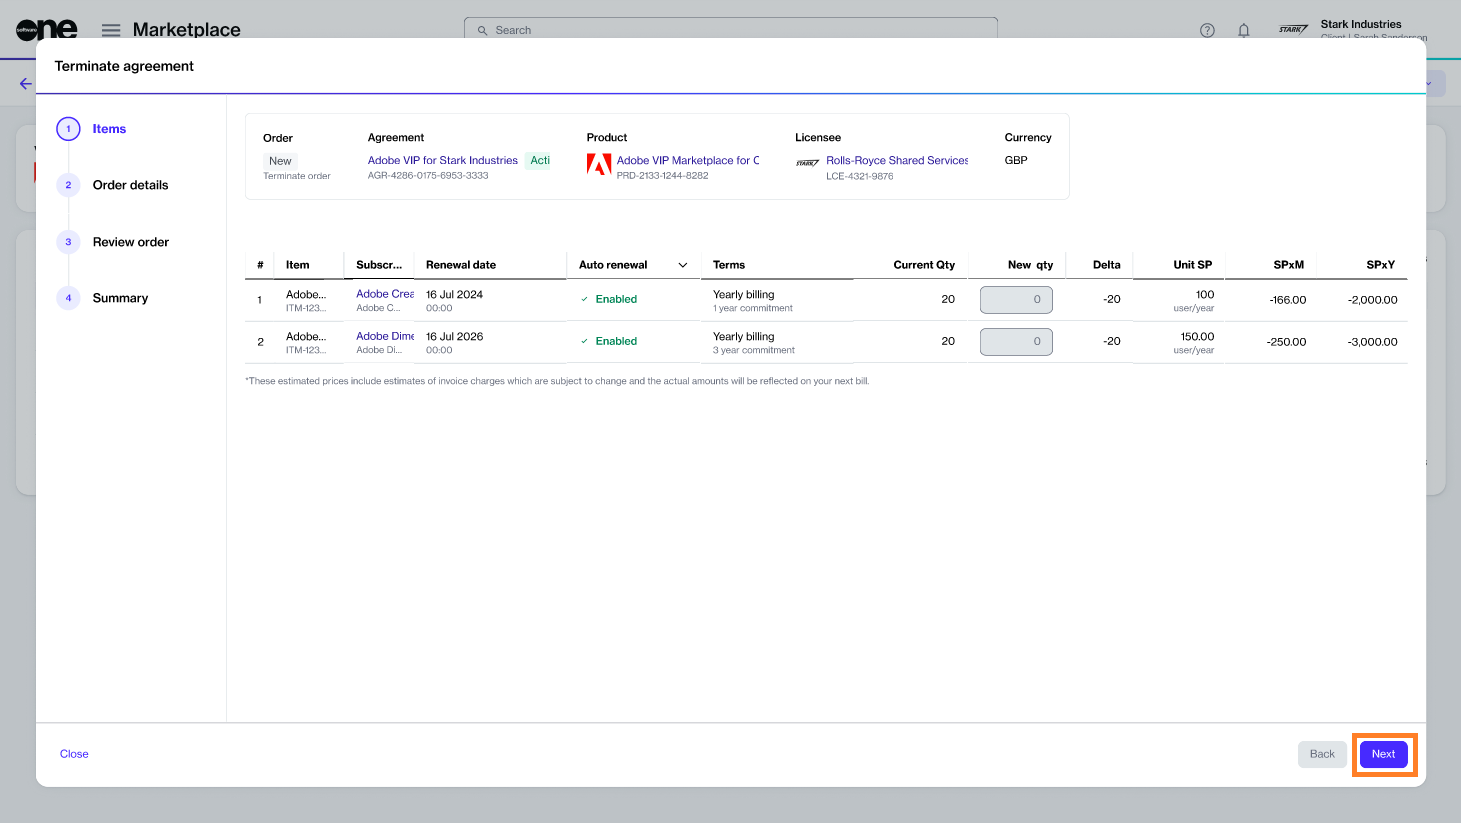 software one
Marketplace
Search
Stark Industries
Client | Sarah Sanderson
STARK
Terminate agreement
1 Items
2 Order details
3 Review order
4 Summary
Order Agreement Product Licensee Currency
New Adobe VIP for Stark Industries Acti Adobe VIP Marketplace for C STARK Rolls-Royce Shared Services GBP
Terminate order AGR-4286-0175-6953-3333 PRD-2133-1244-8282 LCE-4321-9876
# Item Subscr... Renewal date Auto renewal Terms Current Qty New qty Delta Unit SP SPxM SPxY
1 Adobe... Adobe Crea 16 Jul 2024 Enabled Yearly billing 20 0 -20 100 -166.00 -2,000.00
ITM-123... Adobe C... 00:00 1 year commitment user/year
2 Adobe... Adobe Dime 16 Jul 2026 Enabled Yearly billing 20 0 -20 150.00 -250.00 -3,000.00
ITM-123... Adobe Di... 00:00 3 year commitment user/year
*These estimated prices include estimates of invoice charges which are subject to change and the actual amounts will be reflected on your next bill.
Close Back Next